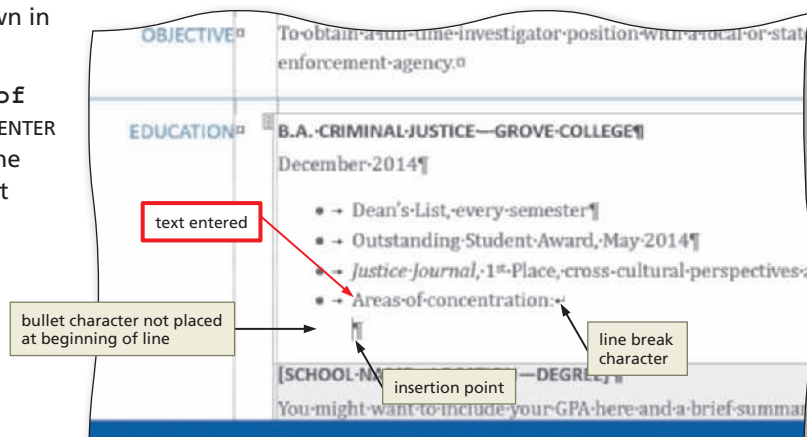 wn in
of
ENTER
ne
t
OBJECTIVE¤
To·obtain·a·full-time·investigator·position·with·a·local·or·stat
enforcement·agency.¤
EDUCATION¤
B.A.·CRIMINAL·JUSTICE—GROVE·COLLEGE¶
December·2014¶
text entered
• → Dean's·List,·every·semester¶
• → Outstanding·Student·Award,·May·2014¶
• → Justice·Journal,·1st·Place,·cross-cultural·perspectives·a
• → Areas·of·concentration:↵
bullet character not placed
at beginning of line
¶
line break
character
insertion point
[SCHOOL·—DEGREE]·¶
You·might·want·to·include·your·GPA·here·and·a·brief·summar